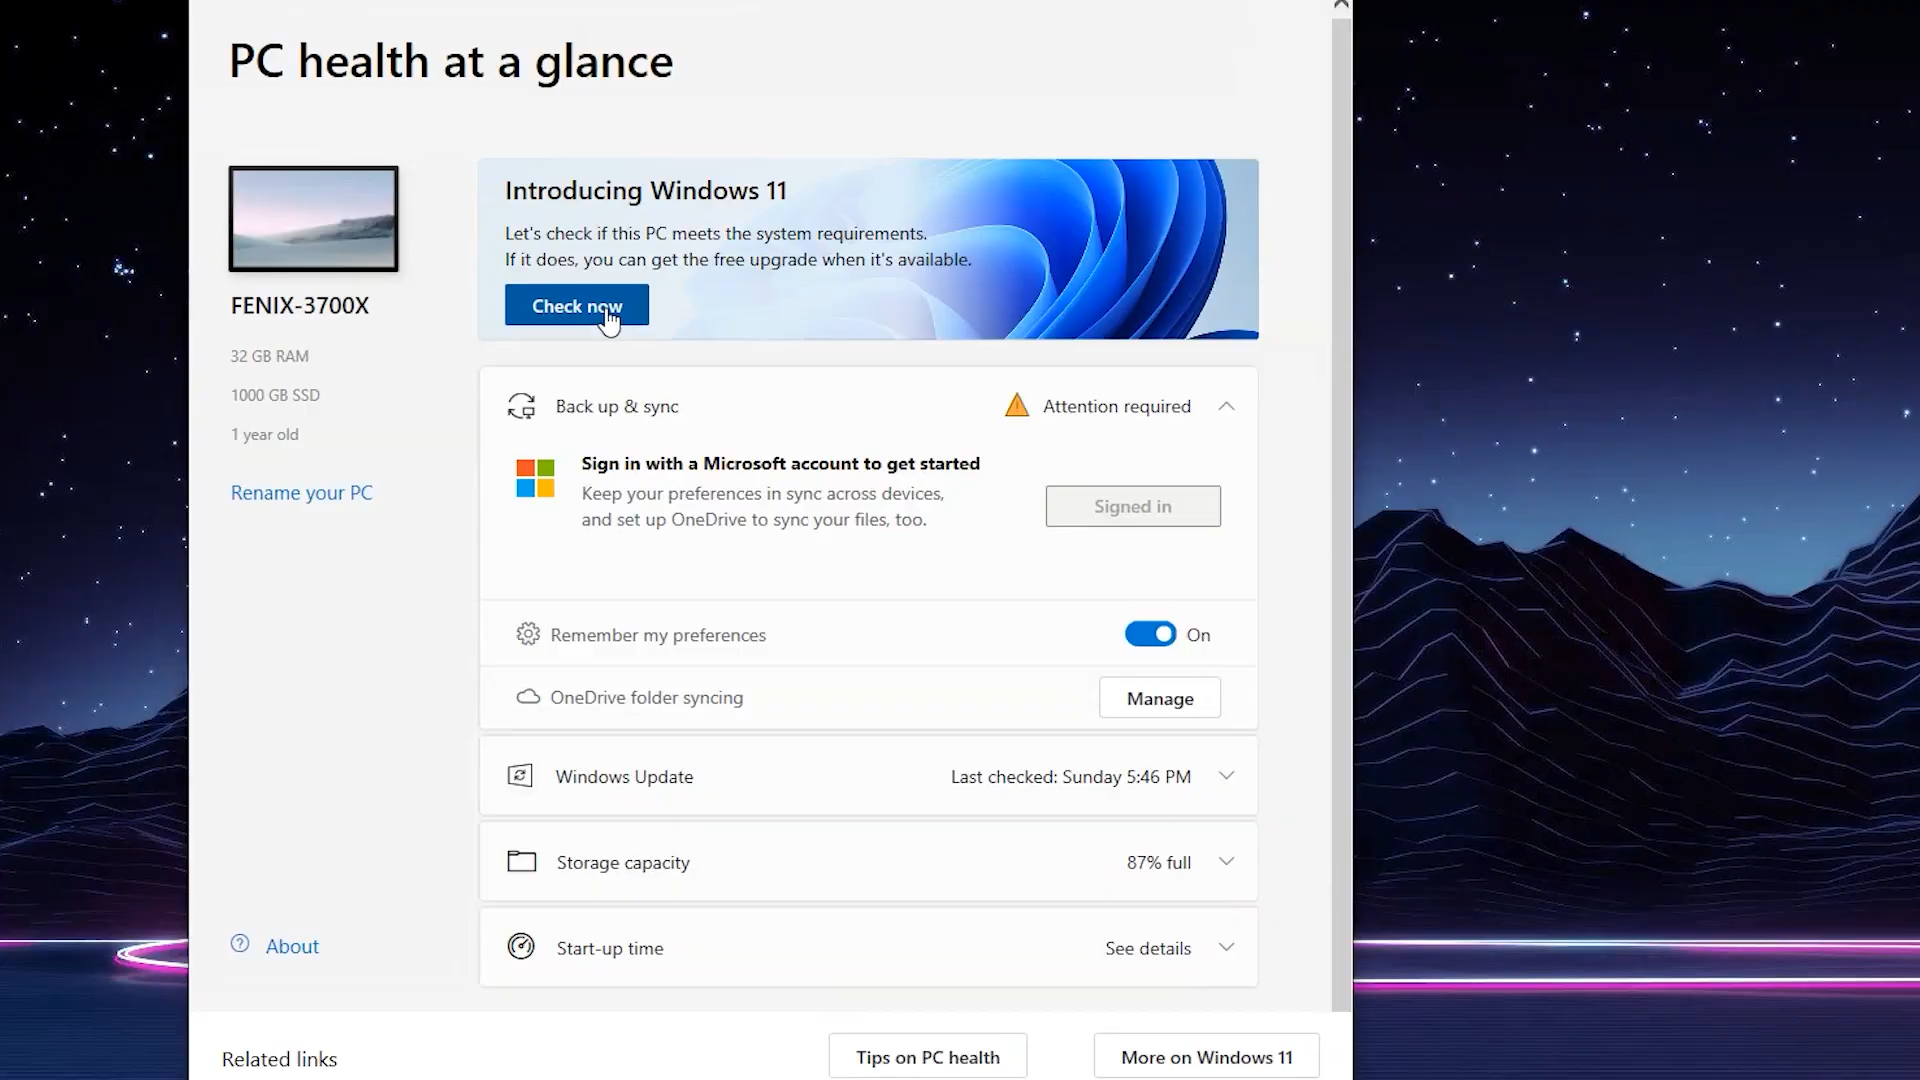 PC health at a glance
FENIX-3700X
32 GB RAM
1000 GB SSD
1 year old
Rename your PC
About
Introducing Windows 11
Let's check if this PC meets the system requirements.
If it does, you can get the free upgrade when it's available.
Check now
Back up & sync
Attention required
Sign in with a Microsoft account to get started
Keep your preferences in sync across devices,
and set up OneDrive to sync your files, too.
Signed in
Remember my preferences
On
OneDrive folder syncing
Manage
Windows Update
Last checked: Sunday 5:46 PM
Storage capacity
87% full
Start-up time
See details
Related links
Tips on PC health
More on Windows 11